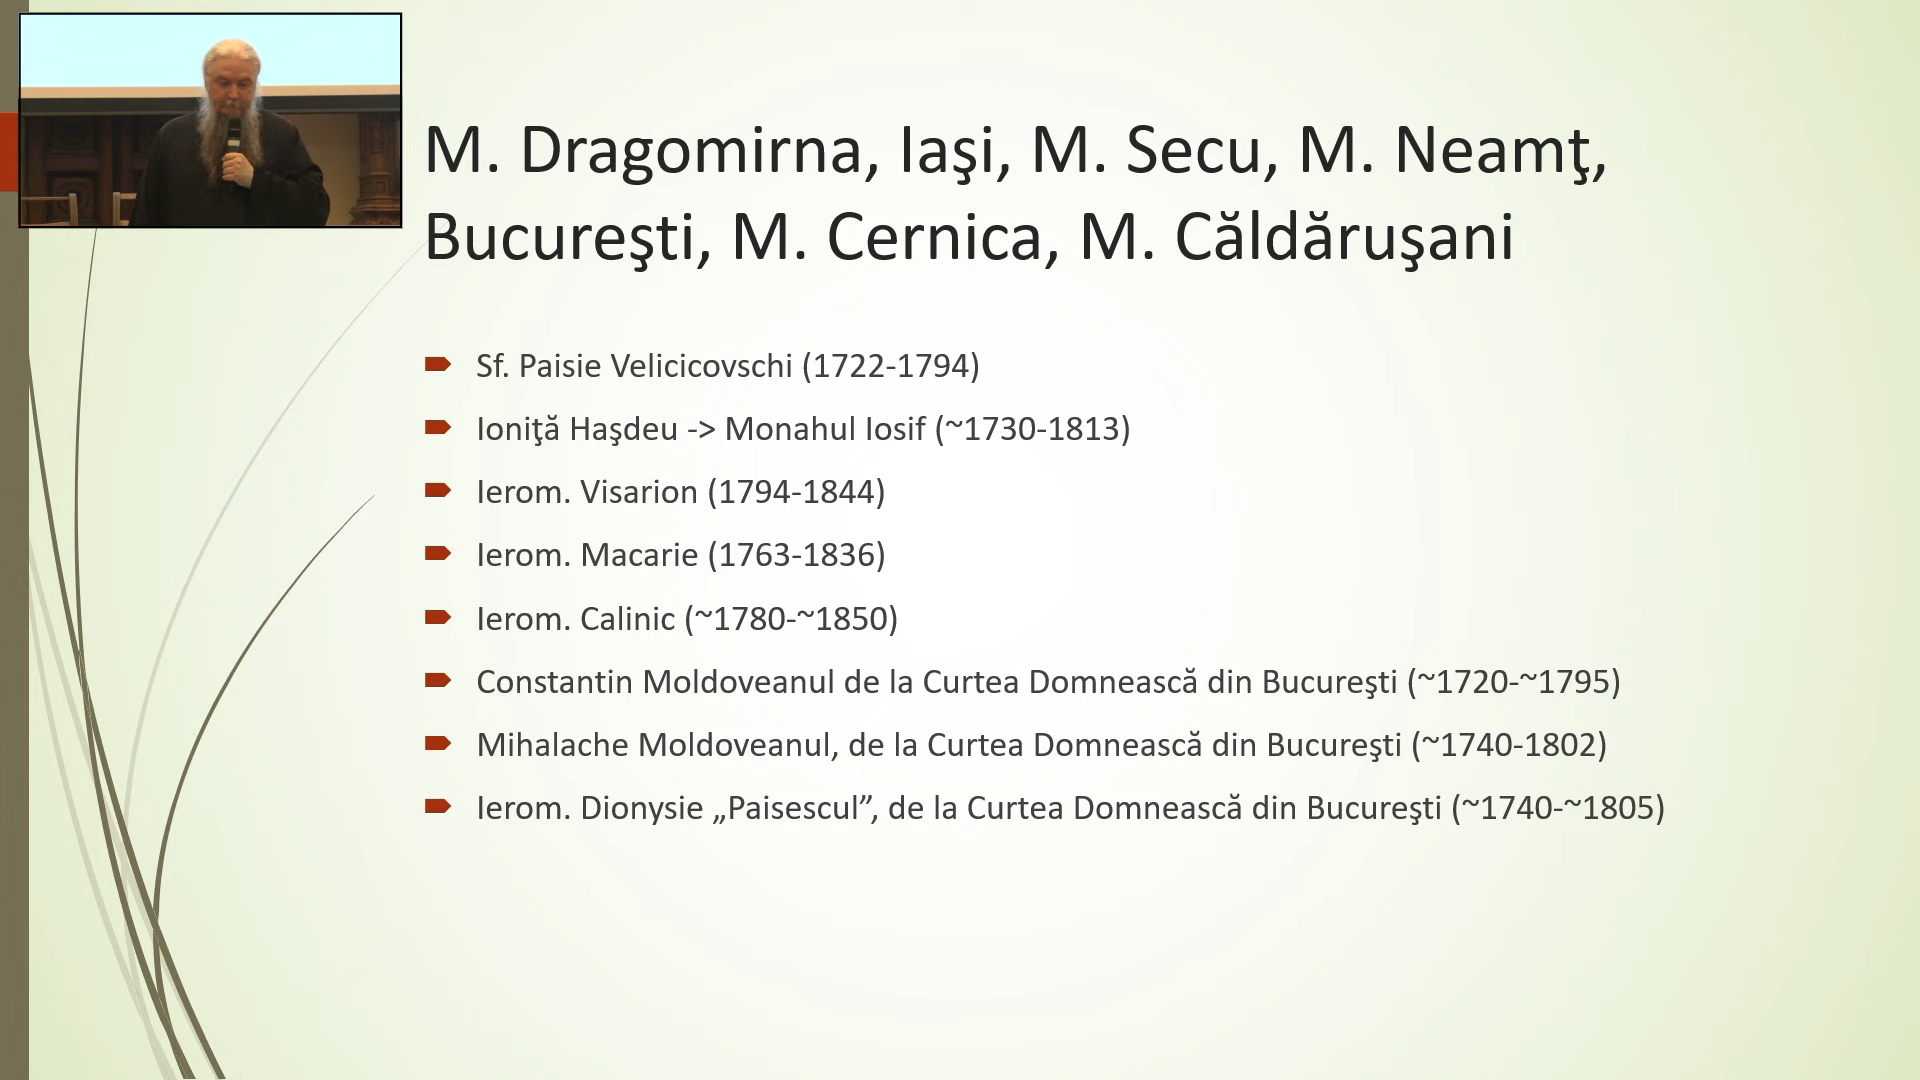 M. Dragomirna, Iaşi, M. Secu, M. Neamţ,
Bucureşti, M. Cernica, M. Căldăruşani
Sf. Paisie Velicicovschi (1722-1794)
Ioniţă Haşdeu -> Monahul Iosif (~1730-1813)
Ierom. Visarion (1794-1844)
Ierom. Macarie (1763-1836)
Ierom. Calinic (~1780-~1850)
Constantin Moldoveanul de la Curtea Domnească din Bucureşti (~1720-~1795)
Mihalache Moldoveanul, de la Curtea Domnească din Bucureşti (~1740-1802)
Ierom. Dionysie „Paisescul”, de la Curtea Domnească din Bucureşti (~1740-~1805)